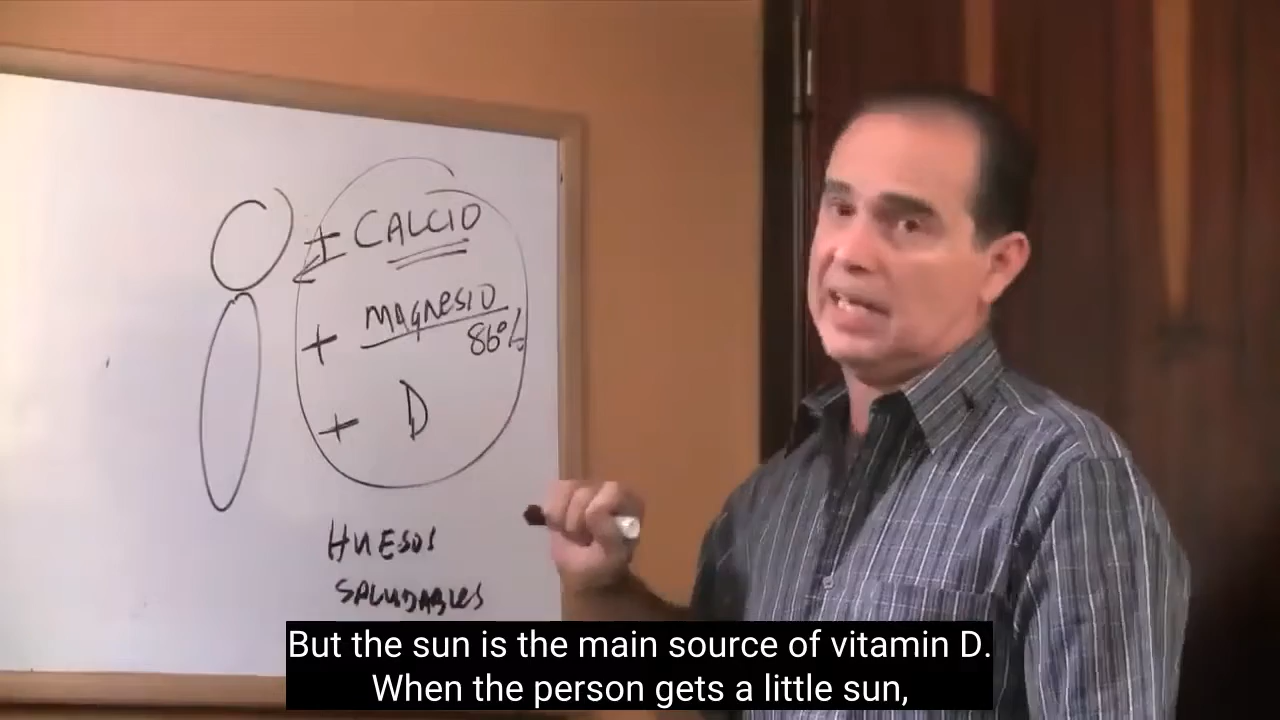 + CALCIO
+ MAGNESIO
86%
+ D
HUESOS
SALUDABLES
But the sun is the main source of vitamin D.
When the person gets a little sun,